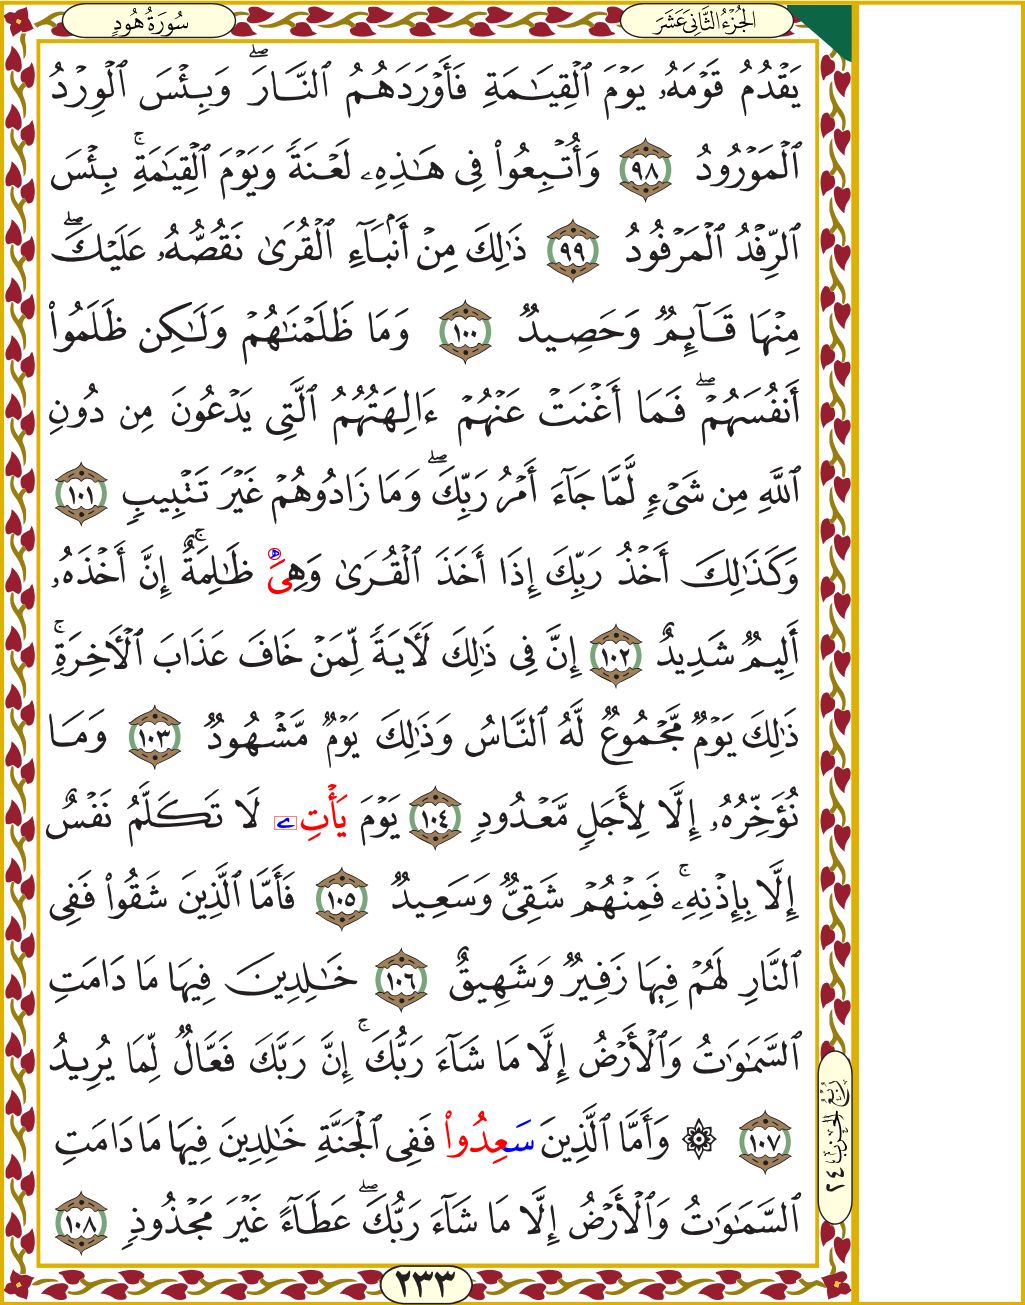 سُورَةُ هُودٍ
الجُزْءُ الثَّانِي عَشَرَ
يَقْدُمُ قَوْمَهُۥ يَوْمَ ٱلْقِيَـٰمَةِ فَأَوْرَدَهُمُ ٱلنَّارَ ۖ وَبِئْسَ ٱلْوِرْدُ
ٱلْمَوْرُودُ ٩٨ وَأُتْبِعُوا۟ فِى هَـٰذِهِۦ لَعْنَةً وَيَوْمَ ٱلْقِيَـٰمَةِ ۚ بِئْسَ
ٱلرِّفْدُ ٱلْمَرْفُودُ ٩٩ ذَٰلِكَ مِنْ أَنۢبَآءِ ٱلْقُرَىٰ نَقُصُّهُۥ عَلَيْكَ ۖ
مِنْهَا قَآئِمٌ وَحَصِيدٌ ١٠٠ وَمَا ظَلَمْنَـٰهُمْ وَلَـٰكِن ظَلَمُوٓا۟
أَنفُسَهُمْ ۖ فَمَا أَغْنَتْ عَنْهُمْ ءَالِهَتُهُمُ ٱلَّتِى يَدْعُونَ مِن دُونِ
ٱللَّهِ مِن شَىْءٍ لَّمَّا جَآءَ أَمْرُ رَبِّكَ ۖ وَمَا زَادُوهُمْ غَيْرَ تَتْبِيبٍ ١٠١
وَكَذَٰلِكَ أَخْذُ رَبِّكَ إِذَا أَخَذَ ٱلْقُرَىٰ وَهِىَ ظَـٰلِمَةٌ ۚ إِنَّ أَخْذَهُۥ
أَلِيمٌ شَدِيدٌ ١٠٢ إِنَّ فِى ذَٰلِكَ لَـَٔايَةً لِّمَنْ خَافَ عَذَابَ ٱلْـَٔاخِرَةِ ۚ
ذَٰلِكَ يَوْمٌ مَّجْمُوعٌ لَّهُ ٱلنَّاسُ وَذَٰلِكَ يَوْمٌ مَّشْهُودٌ ١٠٣ وَمَا
نُؤَخِّرُهُۥ إِلَّا لِأَجَلٍ مَّعْدُودٍ ١٠٤ يَوْمَ يَأْتِۦ لَا تَكَلَّمُ نَفْسٌ
إِلَّا بِإِذْنِهِۦ ۚ فَمِنْهُمْ شَقِىٌّ وَسَعِيدٌ ١٠٥ فَأَمَّا ٱلَّذِينَ شَقُوا۟ فَفِى
ٱلنَّارِ لَهُمْ فِيهَا زَفِيرٌ وَشَهِيقٌ ١٠٦ خَـٰلِدِينَ فِيهَا مَا دَامَتِ
ٱلسَّمَـٰوَٰتُ وَٱلْأَرْضُ إِلَّا مَا شَآءَ رَبُّكَ ۚ إِنَّ رَبَّكَ فَعَّالٌ لِّمَا يُرِيدُ
١٠٧ ۞ وَأَمَّا ٱلَّذِينَ سَعِدُوا۟ فَفِى ٱلْجَنَّةِ خَـٰلِدِينَ فِيهَا مَا دَامَتِ
ٱلسَّمَـٰوَٰتُ وَٱلْأَرْضُ إِلَّا مَا شَآءَ رَبُّكَ ۖ عَطَآءً غَيْرَ مَجْذُوذٍ ١٠٨
رُبْعُ الحِزْبِ ٢٤
٢٣٣